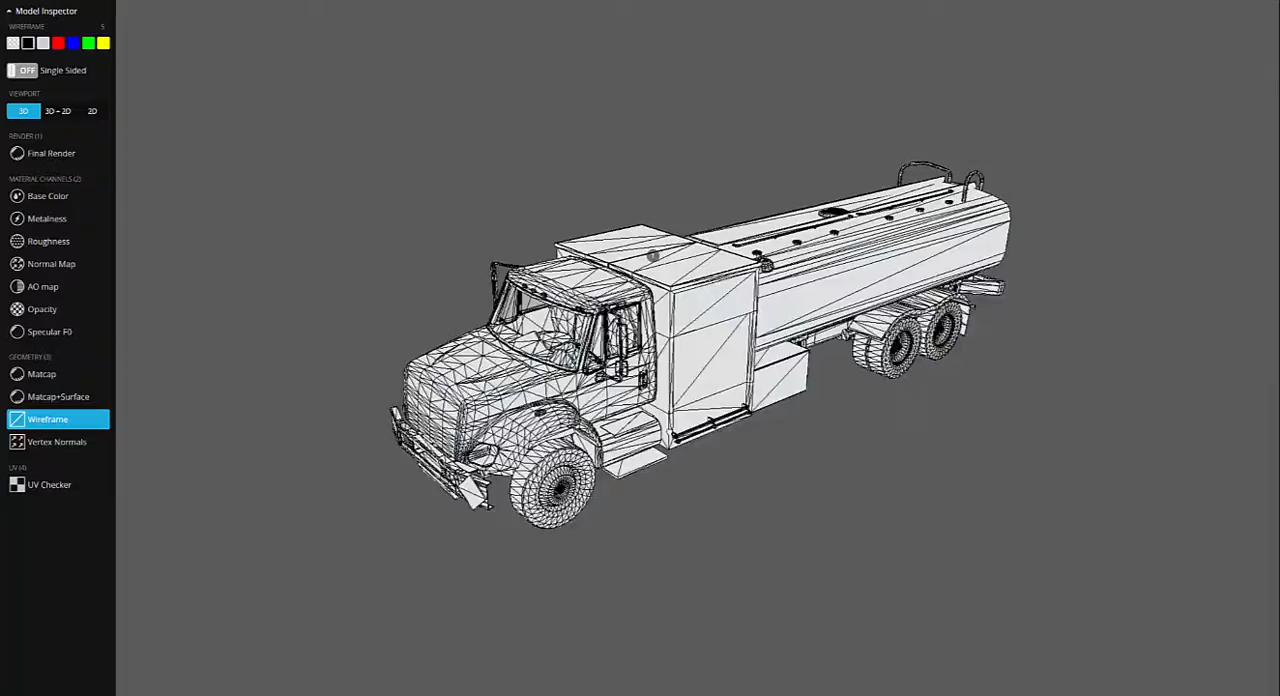 Model Inspector
WIREFRAME 5
OFF Single Sided
VIEWPORT
3D 3D + 2D 2D
RENDER (1)
Final Render
MATERIAL CHANNELS (2)
Base Color
Metalness
Roughness
Normal Map
AO map
Opacity
Specular F0
GEOMETRY (3)
Matcap
Matcap+Surface
Wireframe
Vertex Normals
UV (4)
UV Checker